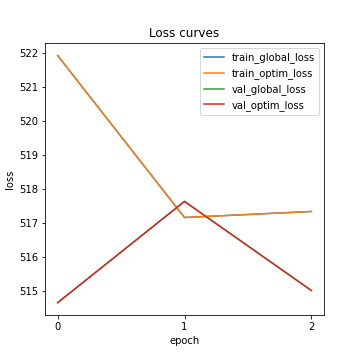 Loss curves
train_global_loss
train_optim_loss
val_global_loss
val_optim_loss
522
521
520
519
518
517
516
515
loss
0
1
2
epoch